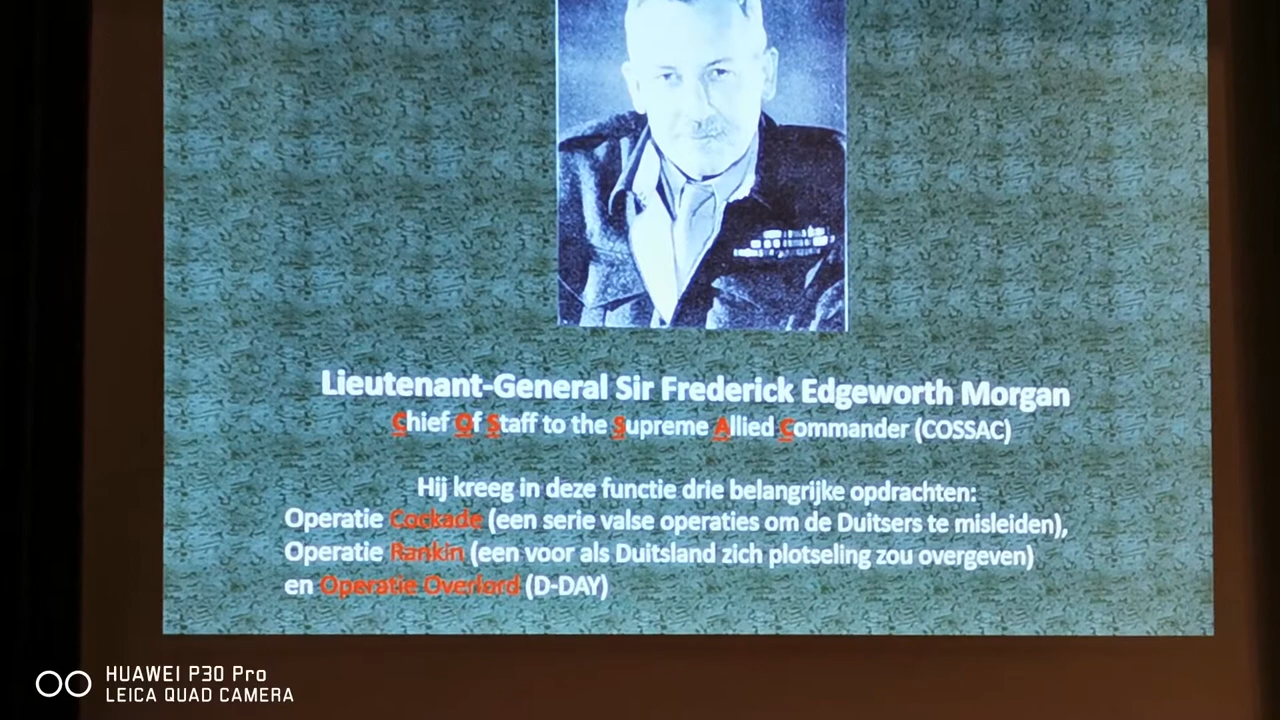 Lieutenant-General Sir Frederick Edgeworth Morgan
Chief Of Staff to the Supreme Allied Commander (COSSAC)
Hij kreeg in deze functie drie belangrijke opdrachten:
Operatie Cockade (een serie valse operaties om de Duitsers te misleiden),
Operatie Rankin (een voor als Duitsland zich plotseling zou overgeven)
en Operatie Overlord (D-DAY)
HUAWEI P30 Pro
LEICA QUAD CAMERA